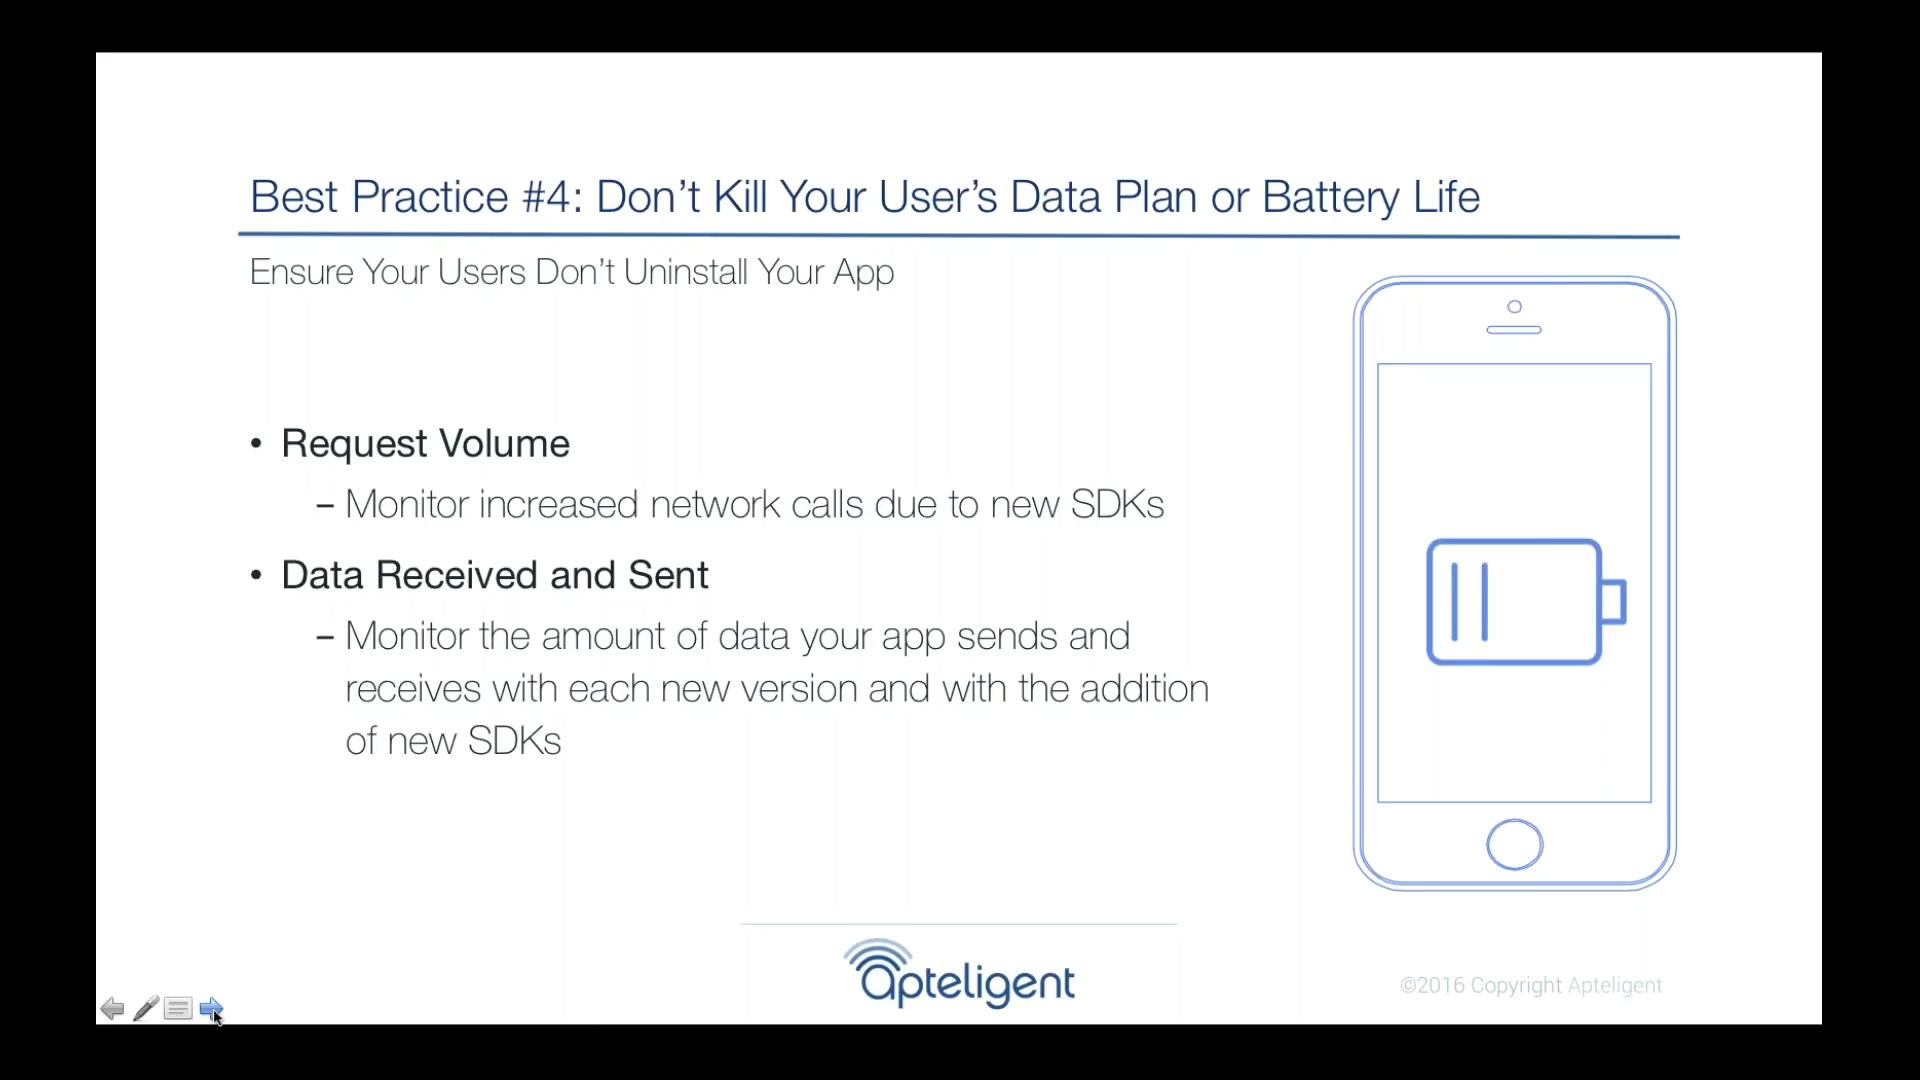 Best Practice #4: Don’t Kill Your User’s Data Plan or Battery Life
Ensure Your Users Don’t Uninstall Your App
• Request Volume
– Monitor increased network calls due to new SDKs
• Data Received and Sent
– Monitor the amount of data your app sends and
receives with each new version and with the addition
of new SDKs
apteligent
©2016 Copyright Apteligent